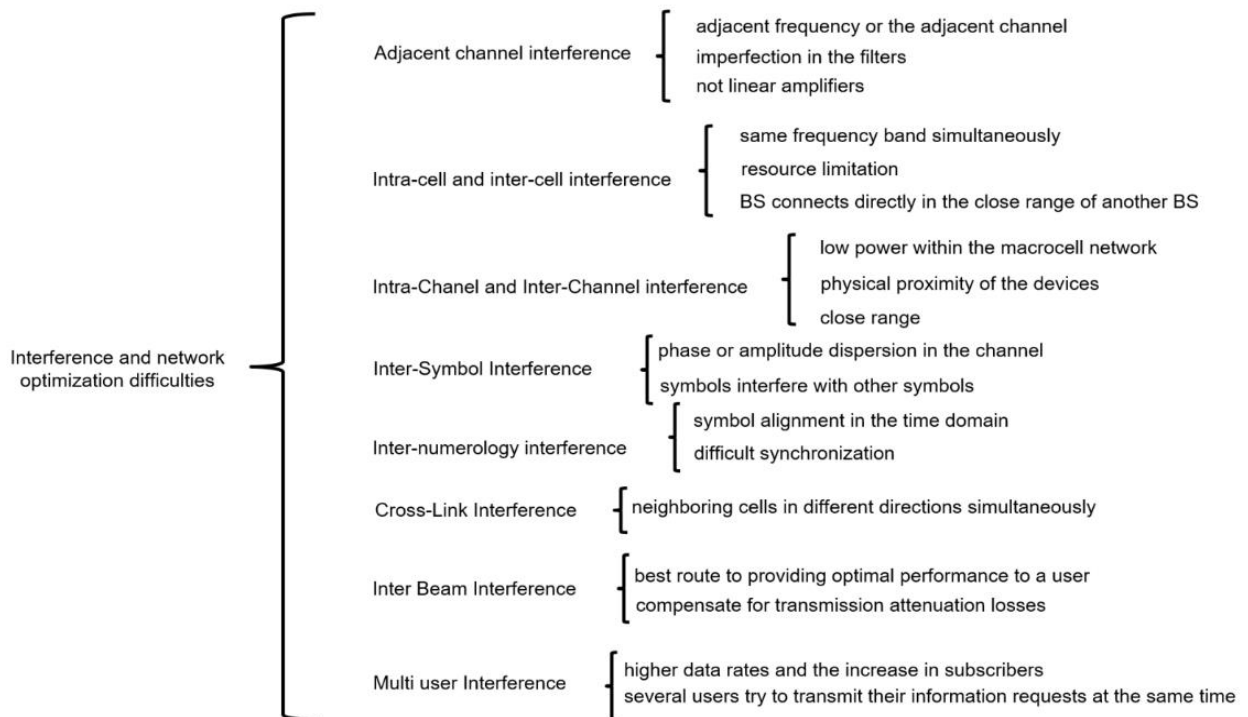 Interference and network
optimization difficulties
Adjacent channel interference
adjacent frequency or the adjacent channel
imperfection in the filters
not linear amplifiers
Intra-cell and inter-cell interference
same frequency band simultaneously
resource limitation
BS connects directly in the close range of another BS
Intra-Chanel and Inter-Channel interference
low power within the macrocell network
physical proximity of the devices
close range
Inter-Symbol Interference
phase or amplitude dispersion in the channel
symbols interfere with other symbols
Inter-numerology interference
symbol alignment in the time domain
difficult synchronization
Cross-Link Interference
neighboring cells in different directions simultaneously
Inter Beam Interference
best route to providing optimal performance to a user
compensate for transmission attenuation losses
Multi user Interference
higher data rates and the increase in subscribers
several users try to transmit their information requests at the same time